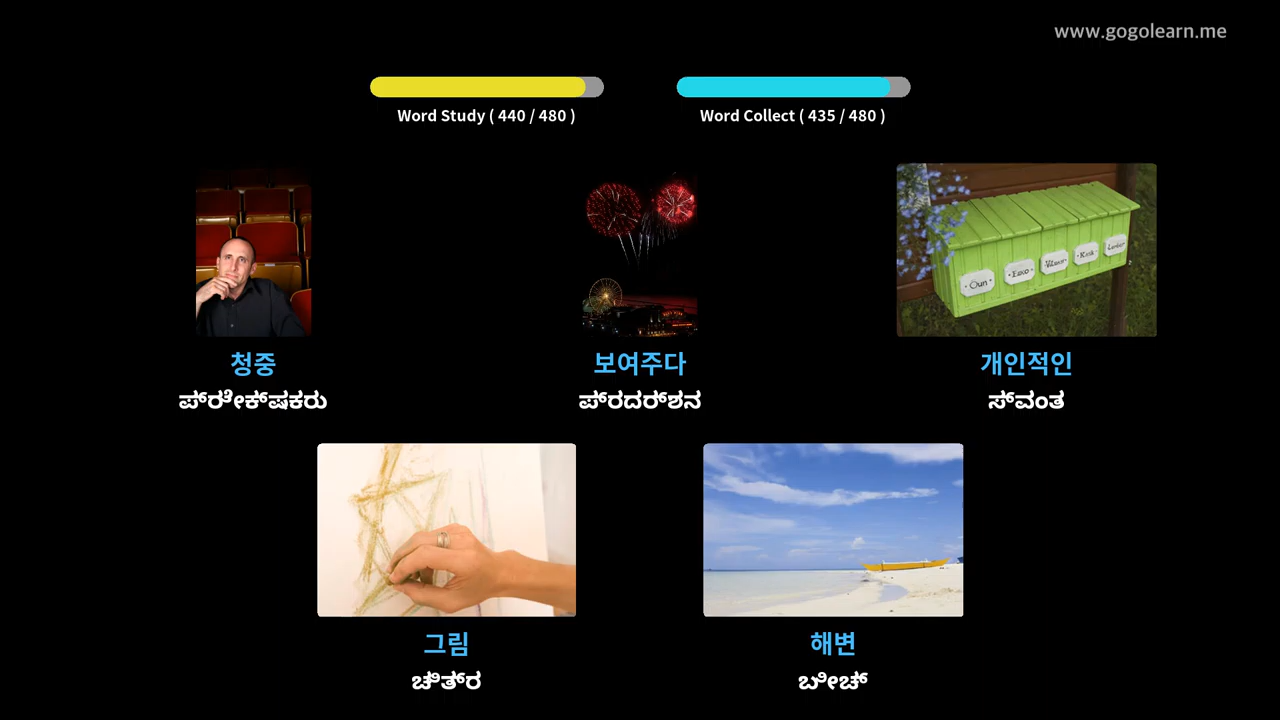 www.gogolearn.me
Word Study ( 440 / 480 )
Word Collect ( 435 / 480 )
청중
ಪ್ರೇಕ್ಷಕರು
보여주다
ಪ್ರದರ್ಶನ
개인적인
ಸ್ವಂತ
그림
ಚಿತ್ರ
해변
ಬೀಚ್